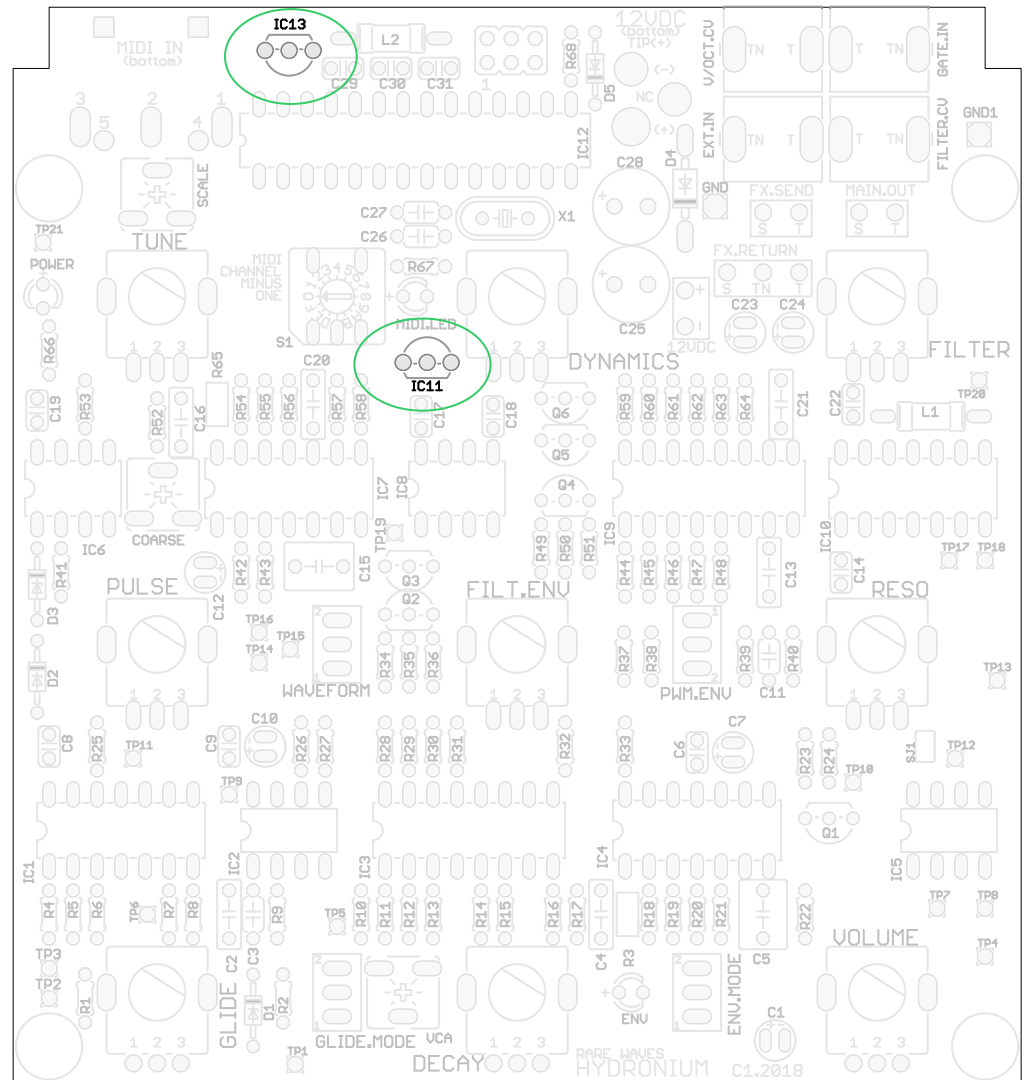 IC13
L2
12VDC
(bottom)
TIP(+)
V/OCT.CV
TN
T
T
TN
GATE.IN
MIDI IN
(bottom)
C29
C30
C31
1
R68
D5
(-)
NC
(+)
3
2
1
5
4
IC12
EXT.IN
TN
T
T
TN
FILTER.CV
GND1
SCALE
C28
D4
GND
FX.SEND
S
T
MAIN.OUT
S
T
TP21
TUNE
C27
C26
X1
POWER
+
MIDI
CHANNEL
MINUS
ONE
S1
R67
+
MIDI.LED
FX.RETURN
S
TN
T
C25
+
-
12VDC
C23
C24
R66
1 2 3
R65
C20
IC11
1 2 3
DYNAMICS
1 2 3
FILTER
C19
R53
R52
C16
R54
R55
R56
R57
R58
C17
C18
Q6
R59
R60
R61
R62
R63
R64
C21
C22
L1
TP20
Q5
Q4
IC6
COARSE
IC7
IC8
TP19
IC9
IC10
TP17
TP18
R41
D3
PULSE
C12
R42
R43
C15
Q3
Q2
R49
R50
R51
FILT.ENV
R44
R45
R46
R47
R48
C13
C14
RESO
TP16
TP15
TP14
2
1
WAVEFORM
R34
R35
R36
R37
R38
1
2
PWM.ENV
R39
C11
R40
TP13
D2
1 2 3
1 2 3
1 2 3
C8
R25
TP11
C9
C10
R26
R27
R28
R29
R30
R31
R32
R33
C6
C7
R23
R24
SJ1
TP12
TP10
TP9
IC1
IC2
IC3
IC4
Q1
IC5
R4
R5
R6
TP6
R7
R8
C2
C3
R9
TP5
R10
R11
R12
R13
R14
R15
R16
R17
C4
R3
R18
R19
R20
R21
C5
R22
TP7
TP8
VOLUME
TP3
TP2
R1
GLIDE
D1
R2
2
1
GLIDE.MODE
VCA
+
ENV
2
1
ENV.MODE
C1
TP4
1 2 3
1 2 3
1 2 3
TP1
DECAY
RARE WAVES
HYDRONIUM
C1.2018